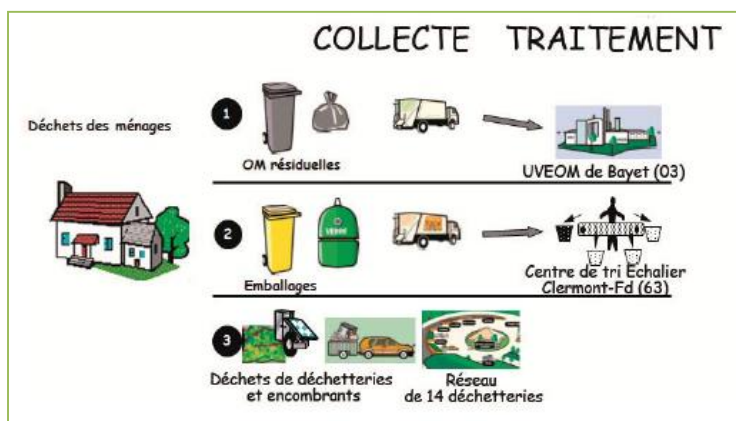 COLLECTE TRAITEMENT
Déchets des ménages
1
OM résiduelles
UVEOM de Bayet (03)
2
VERRE
Emballages
Centre de tri Echalier
Clermont-Fd (63)
3
Déchets de déchetteries
et encombrants
Réseau
de 14 déchetteries